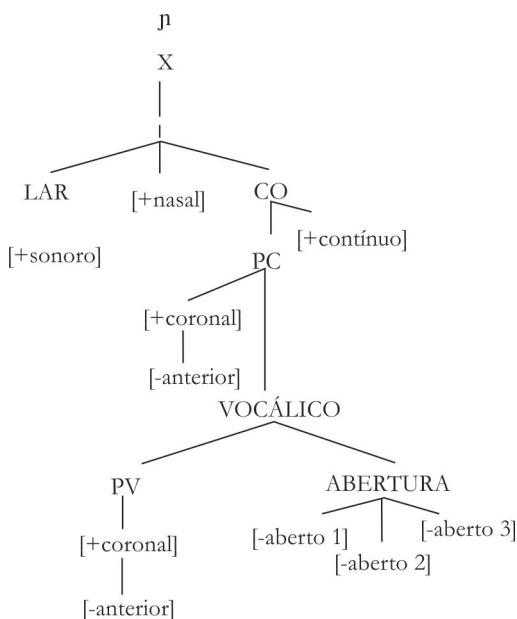 ɲ
X
LAR
[+nasal]
CO
[+sonoro]
[+contínuo]
PC
[+coronal]
[-anterior]
VOCÁLICO
PV
ABERTURA
[+coronal]
[-aberto 1]
[-aberto 2]
[-aberto 3]
[-anterior]